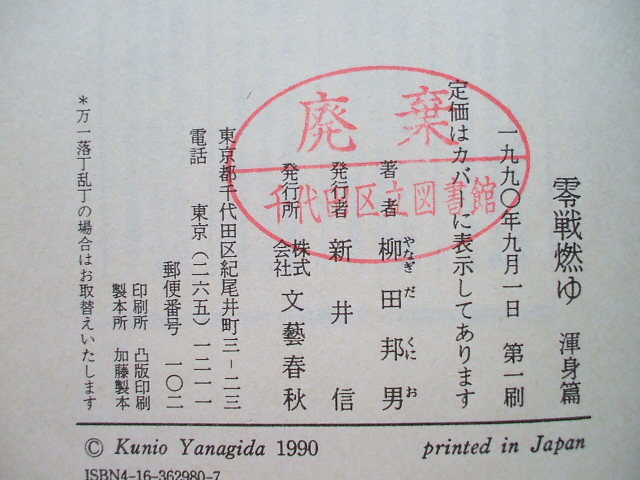 零戦燃ゆ 渾身篇
一九九〇年九月一日 第一刷
定価はカバーに表示してあります
著者 柳田邦男
やなぎだくにお
発行者 新井信
発行所 株式会社 文藝春秋
東京都千代田区紀尾井町三−二三
電話 東京(二六五)一二一一
郵便番号 一〇二
印刷所 凸版印刷
製本所 加藤製本
*万一落丁乱丁の場合はお取替えいたします
廃棄
千代田区立図書館
© Kunio Yanagida 1990 printed in Japan
ISBN4-16-362980-7